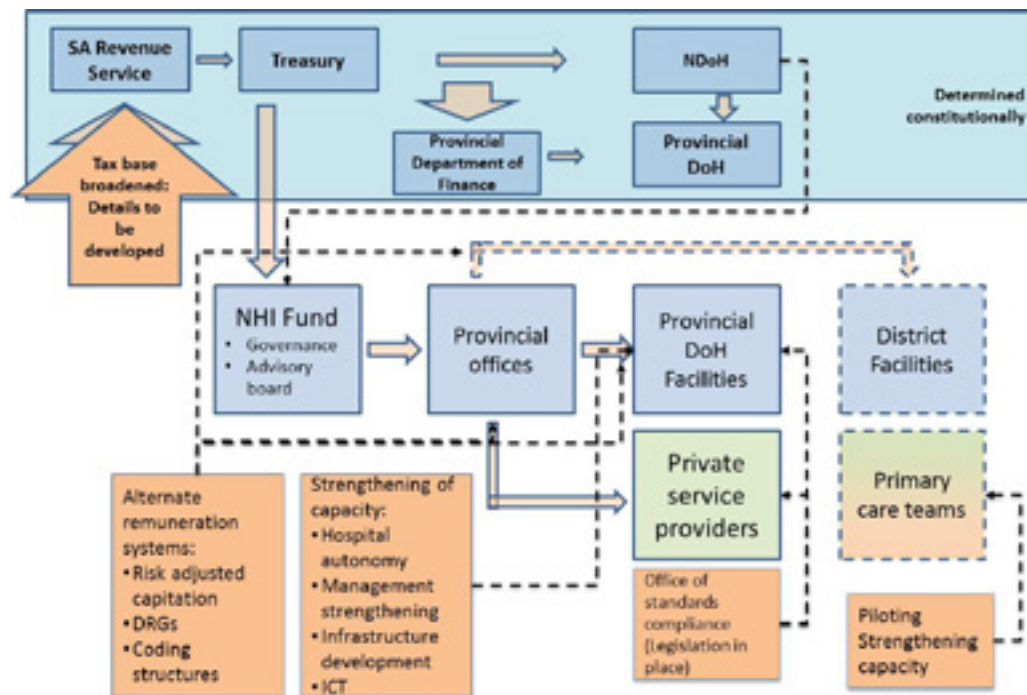 SA Revenue
Service
Treasury
NDoH
Determined
constitutionally
Provincial
Department of
Finance
Provincial
DoH
Tax base
broadened:
Details to
be
developed
NHI Fund
• Governance
• Advisory
board
Provincial
offices
Provincial
DoH
Facilities
District
Facilities
Private
service
providers
Primary
care teams
Alternate
remuneration
systems:
• Risk adjusted
capitation
• DRGs
• Coding
structures
Strengthening of
capacity:
• Hospital
autonomy
• Management
strengthening
• Infrastructure
development
• ICT
Office of
standards
compliance
(Legislation in
place)
Piloting
Strengthening
capacity